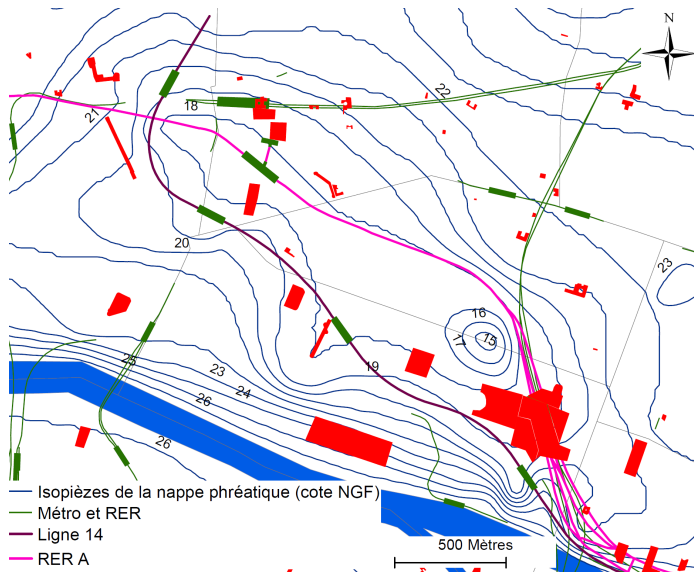 N
22
21
18
20
23
16
17
15
19
25
23
24
26
26
Isopièzes de la nappe phréatique (cote NGF)
Métro et RER
Ligne 14
RER A
500 Mètres